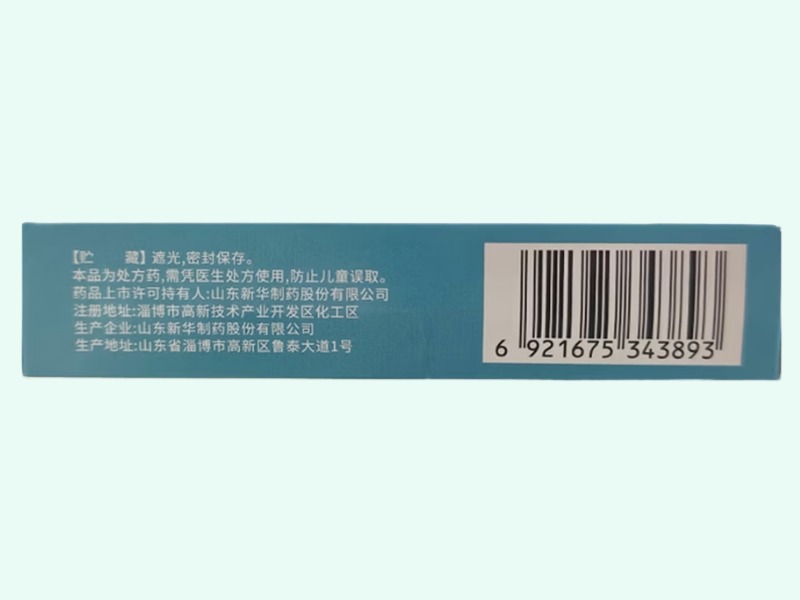 【贮 藏】遮光,密封保存。
本品为处方药,需凭医生处方使用,防止儿童误取。
药品上市许可持有人:山东新华制药股份有限公司
注册地址:淄博市高新技术产业开发区化工区
生产企业:山东新华制药股份有限公司
生产地址:山东省淄博市高新区鲁泰大道1号
6 921675 343893